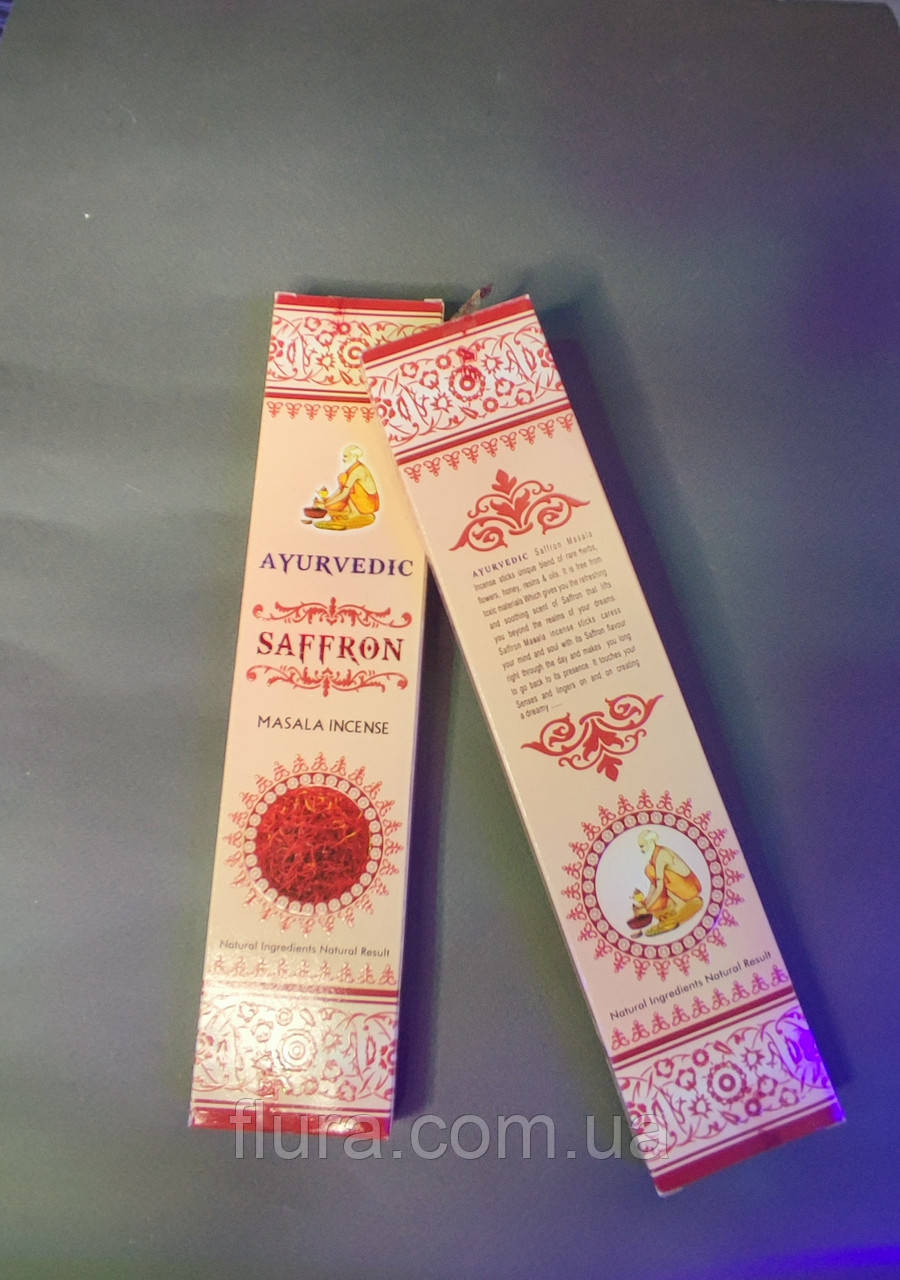 AYURVEDIC
SAFFRON
MASALA INCENSE
Natural Ingredients Natural Result
AYURVEDIC Saffron Masala
Incense sticks unique blend of rare herbs,
flowers, honey, resins & oils. It is free from
toxic materials Which gives you the refreshing
and soothing scent of Saffron that lifts
you beyond the realms of your dreams.
Saffron Masala incense sticks caress
your mind and soul with its Saffron flavour
right through the day and makes you long
to go back to its presence. It touches your
Senses and lingers on and on creating
a dreamy .....
Natural Ingredients Natural Result
flura.com.ua